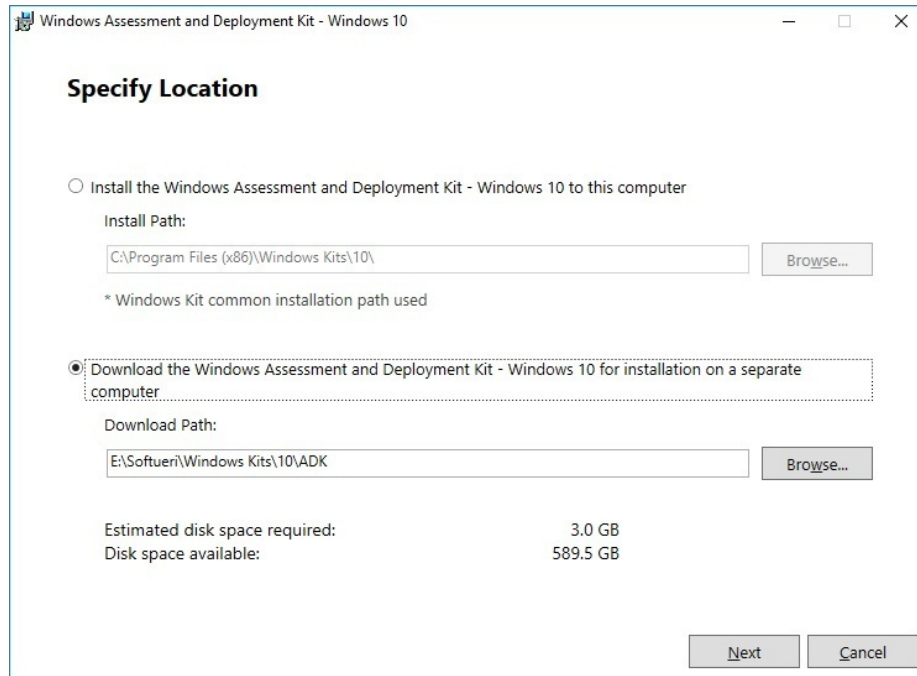 Windows Assessment and Deployment Kit - Windows 10
Specify Location
Install the Windows Assessment and Deployment Kit - Windows 10 to this computer
Install Path:
C:\Program Files (x86)\Windows Kits\10\
Browse...
* Windows Kit common installation path used
Download the Windows Assessment and Deployment Kit - Windows 10 for installation on a separate
computer
Download Path:
E:\Softueri\Windows Kits\10\ADK
Browse...
Estimated disk space required: 3.0 GB
Disk space available: 589.5 GB
Next Cancel